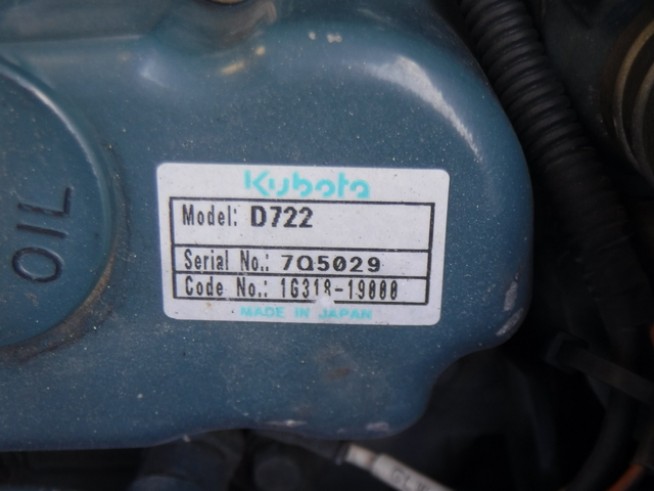 OIL
Kubota
Model: D722
Serial No.: 7Q5029
Code No.: 1G318-19000
MADE IN JAPAN